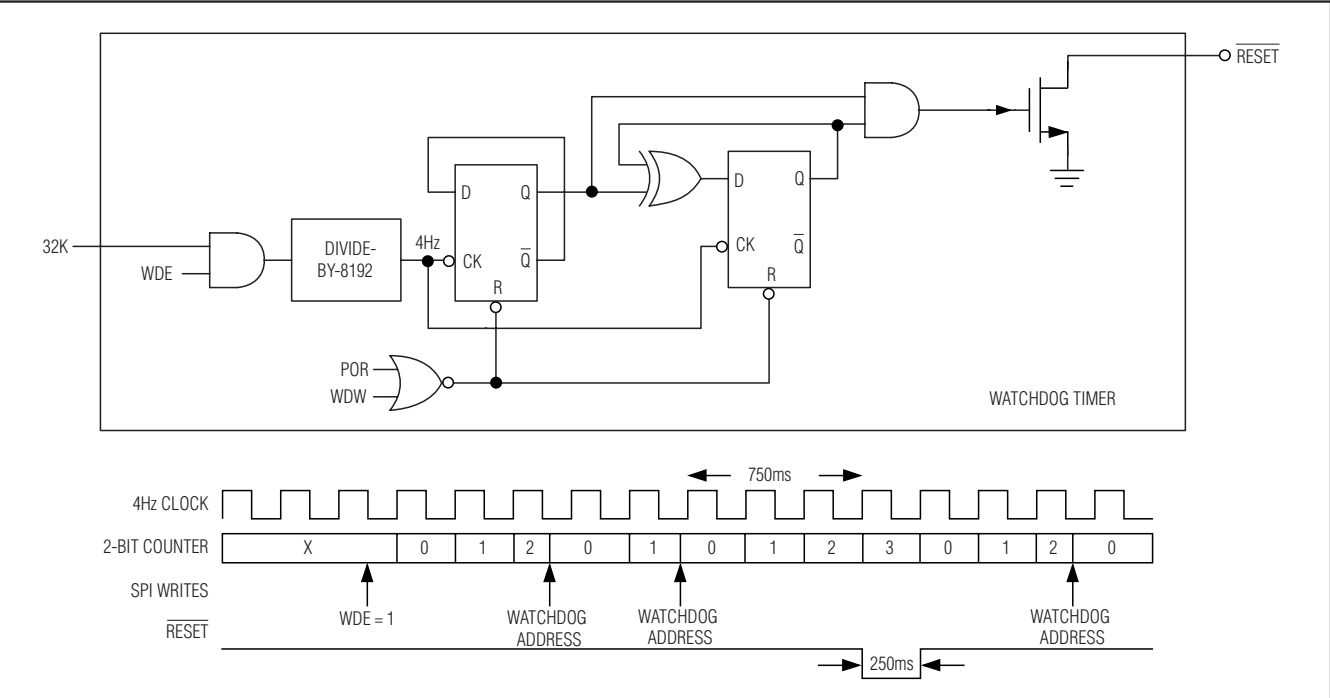 R̅E̅S̅E̅T̅
D Q
D Q
32K
DIVIDE-
BY-8192
4Hz
CK Q̅
CK Q̅
WDE
R
R
POR
WDW
WATCHDOG TIMER
750ms
4Hz CLOCK
2-BIT COUNTER X 0 1 2 0 1 0 1 2 3 0 1 2 0
SPI WRITES
WDE = 1
WATCHDOG
ADDRESS
WATCHDOG
ADDRESS
WATCHDOG
ADDRESS
R̅E̅S̅E̅T̅
250ms